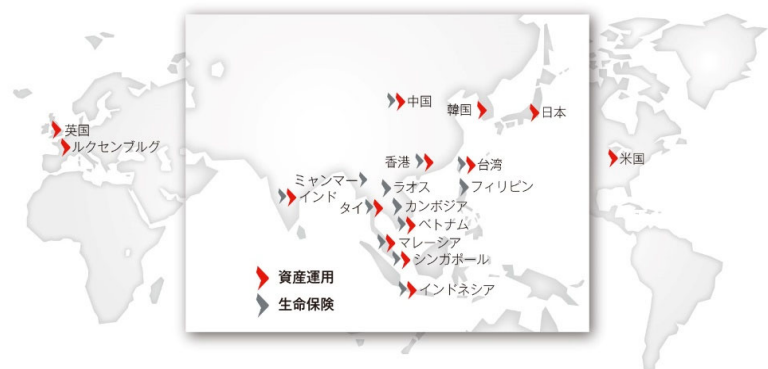 中国
韓国
日本
英国
ルクセンブルグ
香港
台湾
米国
ミャンマー
ラオス
フィリピン
インド
タイ
カンボジア
ベトナム
マレーシア
シンガポール
資産運用
インドネシア
生命保険